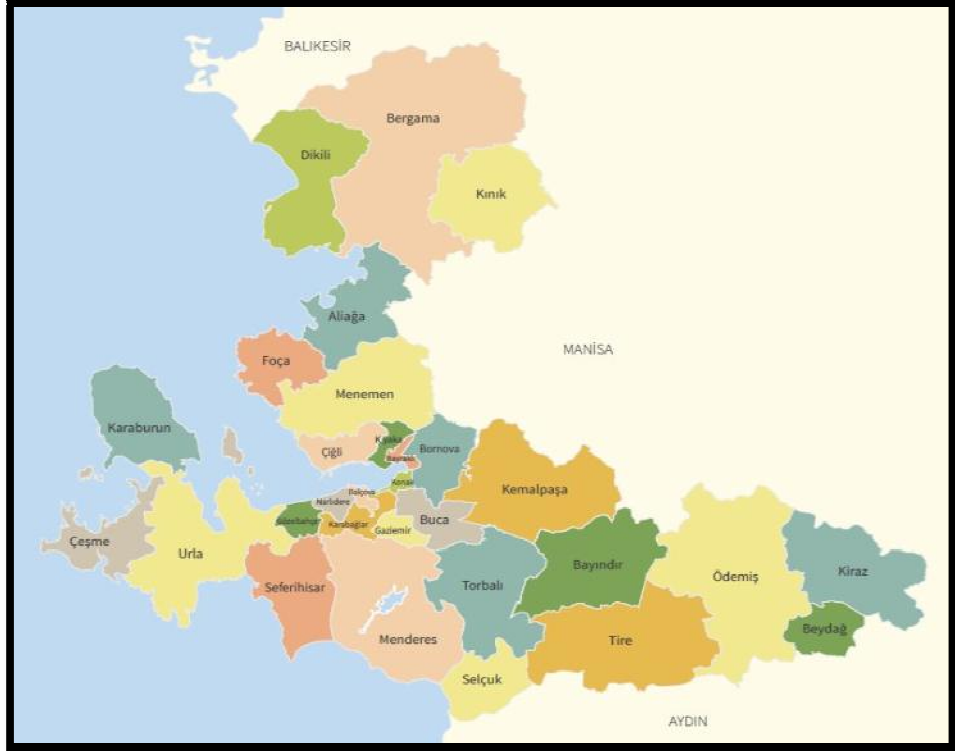 BALIKESİR
Bergama
Dikili
Kınık
Aliağa
MANİSA
Foça
Menemen
Karaburun
Karşıyaka
Bornova
Çiğli
Bayraklı
Konak
Kemalpaşa
Balçova
Narlıdere
Güzelbahçe
Karabağlar
Buca
Gaziemir
Çeşme
Urla
Bayındır
Kiraz
Ödemiş
Seferihisar
Torbalı
Beydağ
Menderes
Tire
Selçuk
AYDIN